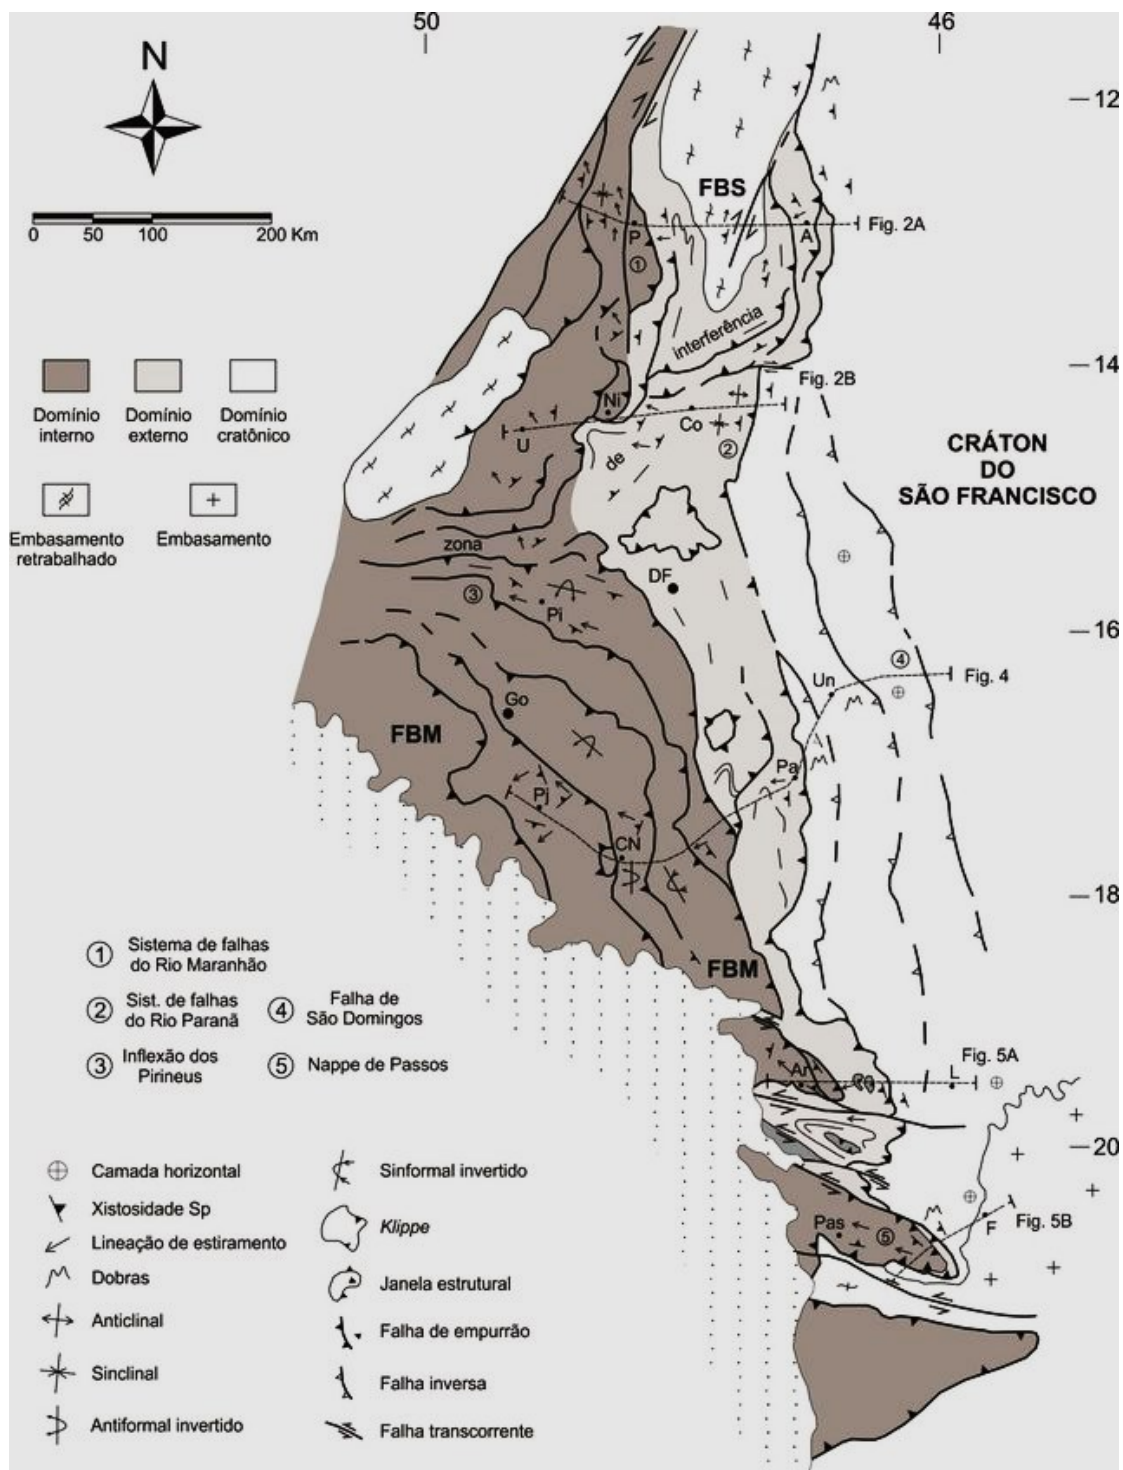 50
46
N
12
FBS
0 50 100 200 Km
P
A
Fig. 2A
1
interferência
14
Fig. 2B
Domínio interno
Domínio externo
Domínio cratônico
Ni
Co
U
2
de
CRÁTON
DO
SÃO FRANCISCO
Embasamento retrabalhado
Embasamento
zona
DF
3
Pi
16
4
Un
Fig. 4
Go
FBM
Pa
Pj
CN
18
1 Sistema de falhas
do Rio Maranhão
FBM
2 Sist. de falhas
do Rio Paranã
4 Falha de
São Domingos
3 Inflexão dos
Pirineus
5 Nappe de Passos
Fig. 5A
Ar
L
20
Camada horizontal
Sinformal invertido
Xistosidade Sp
Klippe
Lineação de estiramento
Pas
5
F
Fig. 5B
Dobras
Janela estrutural
Anticlinal
Falha de empurrão
Sinclinal
Falha inversa
Antiformal invertido
Falha transcorrente